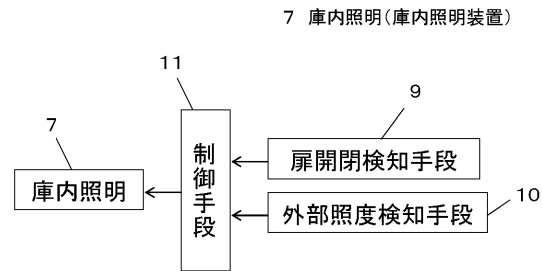 7 庫内照明(庫内照明装置)
11
9
7
制御手段
扉開閉検知手段
庫内照明
外部照度検知手段
10